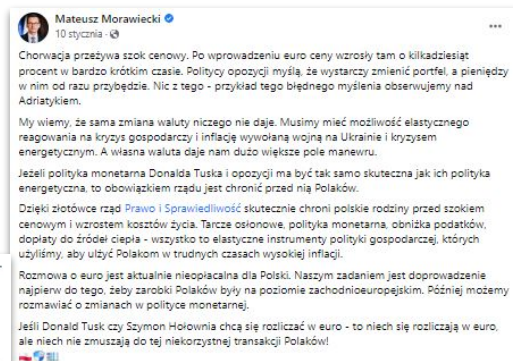 Mateusz Morawiecki
10 stycznia ·
Chorwacja przeżywa szok cenowy. Po wprowadzeniu euro ceny wzrosły tam o kilkadziesiąt
procent w bardzo krótkim czasie. Politycy opozycji myślą, że wystarczy zmienić portfel, a pieniędzy
w nim od razu przybędzie. Nic z tego - przykład tego błędnego myślenia obserwujemy nad
Adriatykiem.
My wiemy, że sama zmiana waluty niczego nie daje. Musimy mieć możliwość elastycznego
reagowania na kryzys gospodarczy i inflację wywołaną wojną na Ukrainie i kryzysem
energetycznym. A własna waluta daje nam dużo większe pole manewru.
Jeżeli polityka monetarna Donalda Tuska i opozycji ma być tak samo skuteczna jak ich polityka
energetyczna, to obowiązkiem rządu jest chronić przed nią Polaków.
Dzięki złotówce rząd Prawo i Sprawiedliwość skutecznie chroni polskie rodziny przed szokiem
cenowym i wzrostem kosztów życia. Tarcze osłonowe, polityka monetarna, obniżka podatków,
dopłaty do źródeł ciepła - wszystko to elastyczne instrumenty polityki gospodarczej, których
użyliśmy, aby ulżyć Polakom w trudnych czasach wysokiej inflacji.
Rozmowa o euro jest aktualnie nieopłacalna dla Polski. Naszym zadaniem jest doprowadzenie
najpierw do tego, żeby zarobki Polaków były na poziomie zachodnioeuropejskim. Później możemy
rozmawiać o zmianach w polityce monetarnej.
Jeśli Donald Tusk czy Szymon Hołownia chcą się rozliczać w euro - to niech się rozliczają w euro,
ale niech nie zmuszają do tej niekorzystnej transakcji Polaków!